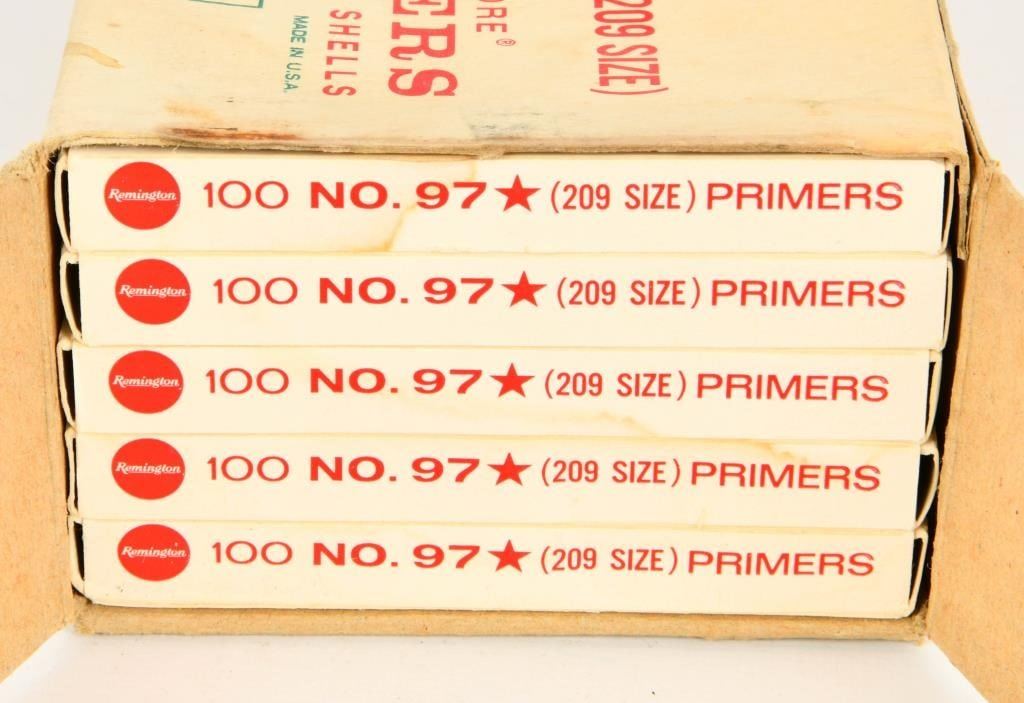 209 SIZE)
ORE®
ERS
SHELLS
MADE IN U.S.A.
Remington 100 NO. 97★ (209 SIZE) PRIMERS
Remington 100 NO. 97★ (209 SIZE) PRIMERS
Remington 100 NO. 97★ (209 SIZE) PRIMERS
Remington 100 NO. 97★ (209 SIZE) PRIMERS
Remington 100 NO. 97★ (209 SIZE) PRIMERS